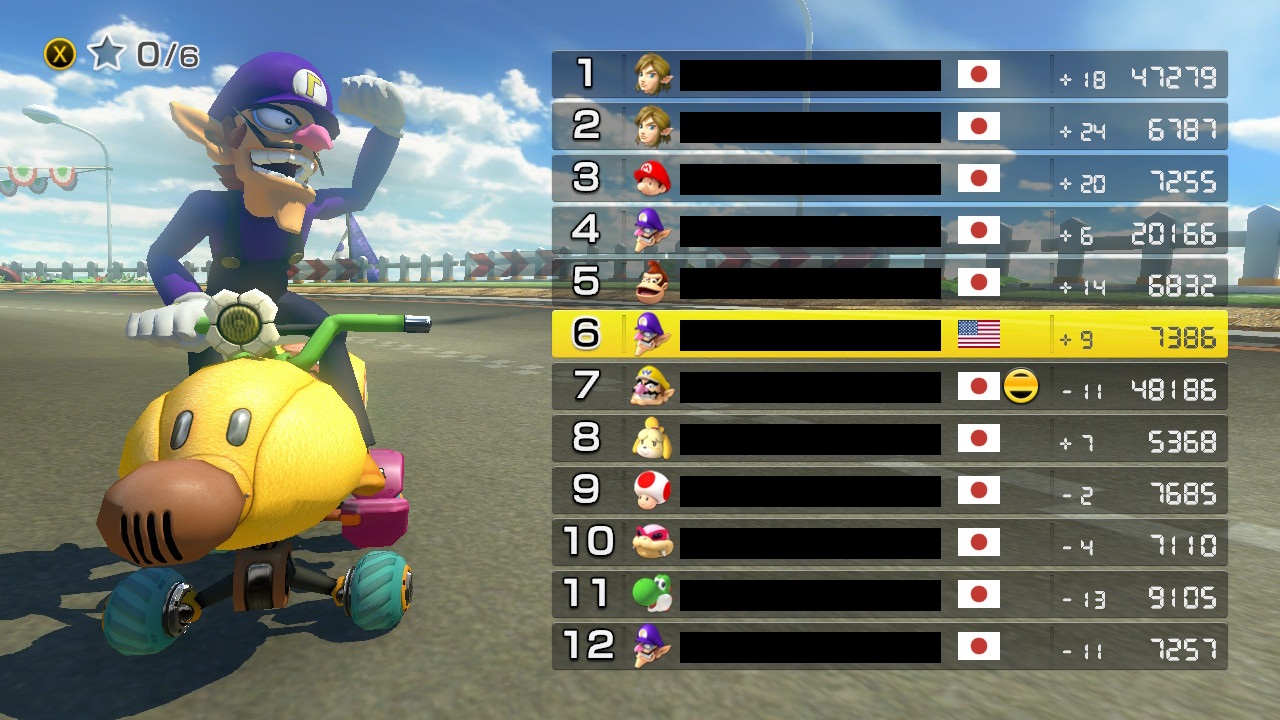 X 0/6
1 + 18 47279
2 + 24 6787
3 + 20 7255
4 + 6 20166
5 + 14 6832
6 + 9 7386
7 - 11 48186
8 + 7 5368
9 - 2 7685
10 - 4 7110
11 - 13 9105
12 - 11 7257